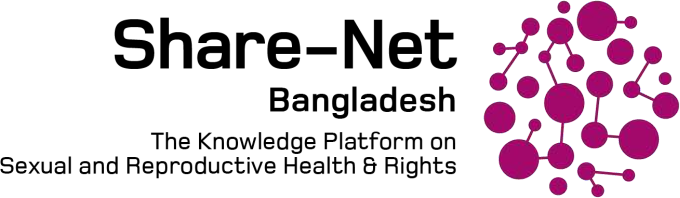 Share–Net
Bangladesh
The Knowledge Platform on
Sexual and Reproductive Health & Rights